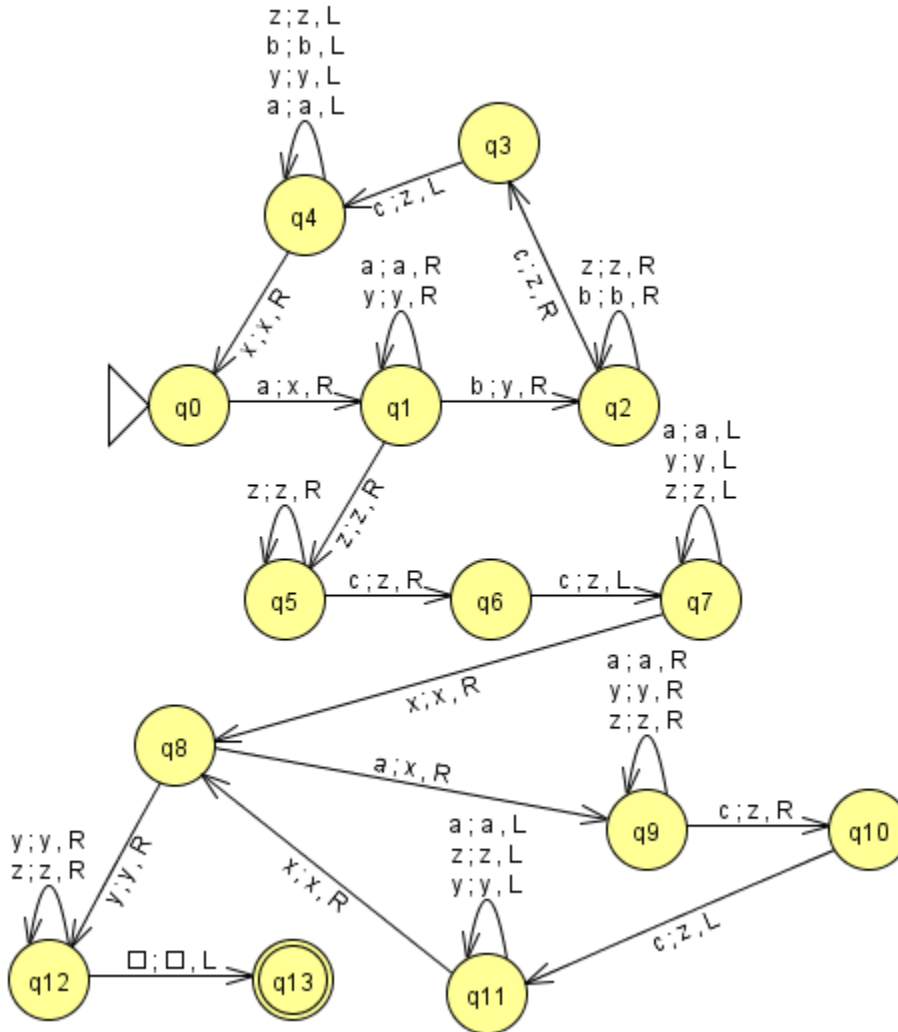 z ; z , L
b ; b , L
y ; y , L
a ; a , L
q3
q4
c ; z , L
a ; a , R
y ; y , R
c ; z , R
z ; z , R
b ; b , R
x ; x , R
q0
a ; x , R
q1
b ; y , R
q2
a ; a , L
y ; y , L
z ; z , L
z ; z , R
z ; z , R
q5
c ; z , R
q6
c ; z , L
q7
x ; x , R
a ; a , R
y ; y , R
z ; z , R
q8
a ; x , R
q9
c ; z , R
q10
y ; y , R
z ; z , R
y ; y , R
x ; x , R
a ; a , L
z ; z , L
y ; y , L
c ; z , L
q12
□ ; □ , L
q13
q11